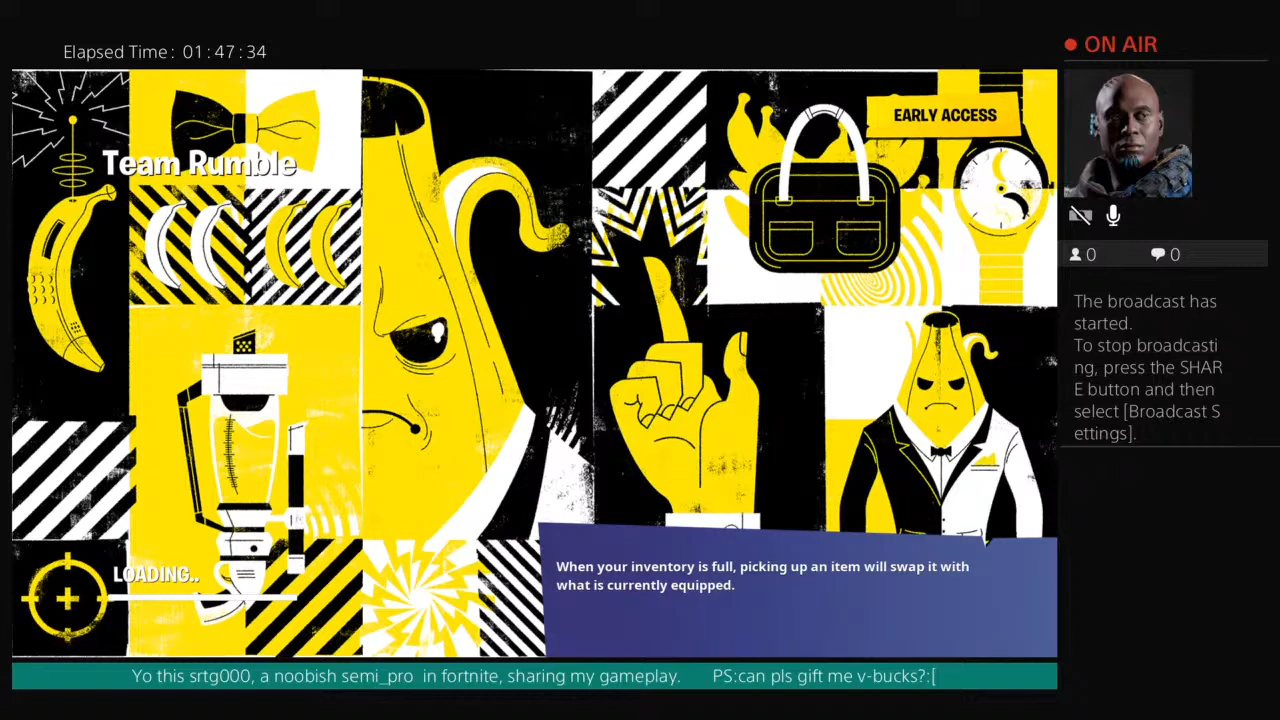 Elapsed Time: 01:47:34
ON AIR
EARLY ACCESS
Team Rumble
0 0
The broadcast has
started.
To stop broadcasti
ng, press the SHAR
E button and then
select [Broadcast S
ettings].
LOADING..
When your inventory is full, picking up an item will swap it with
what is currently equipped.
Yo this srtg000, a noobish semi_pro in fortnite, sharing my gameplay. PS:can pls gift me v-bucks?:[